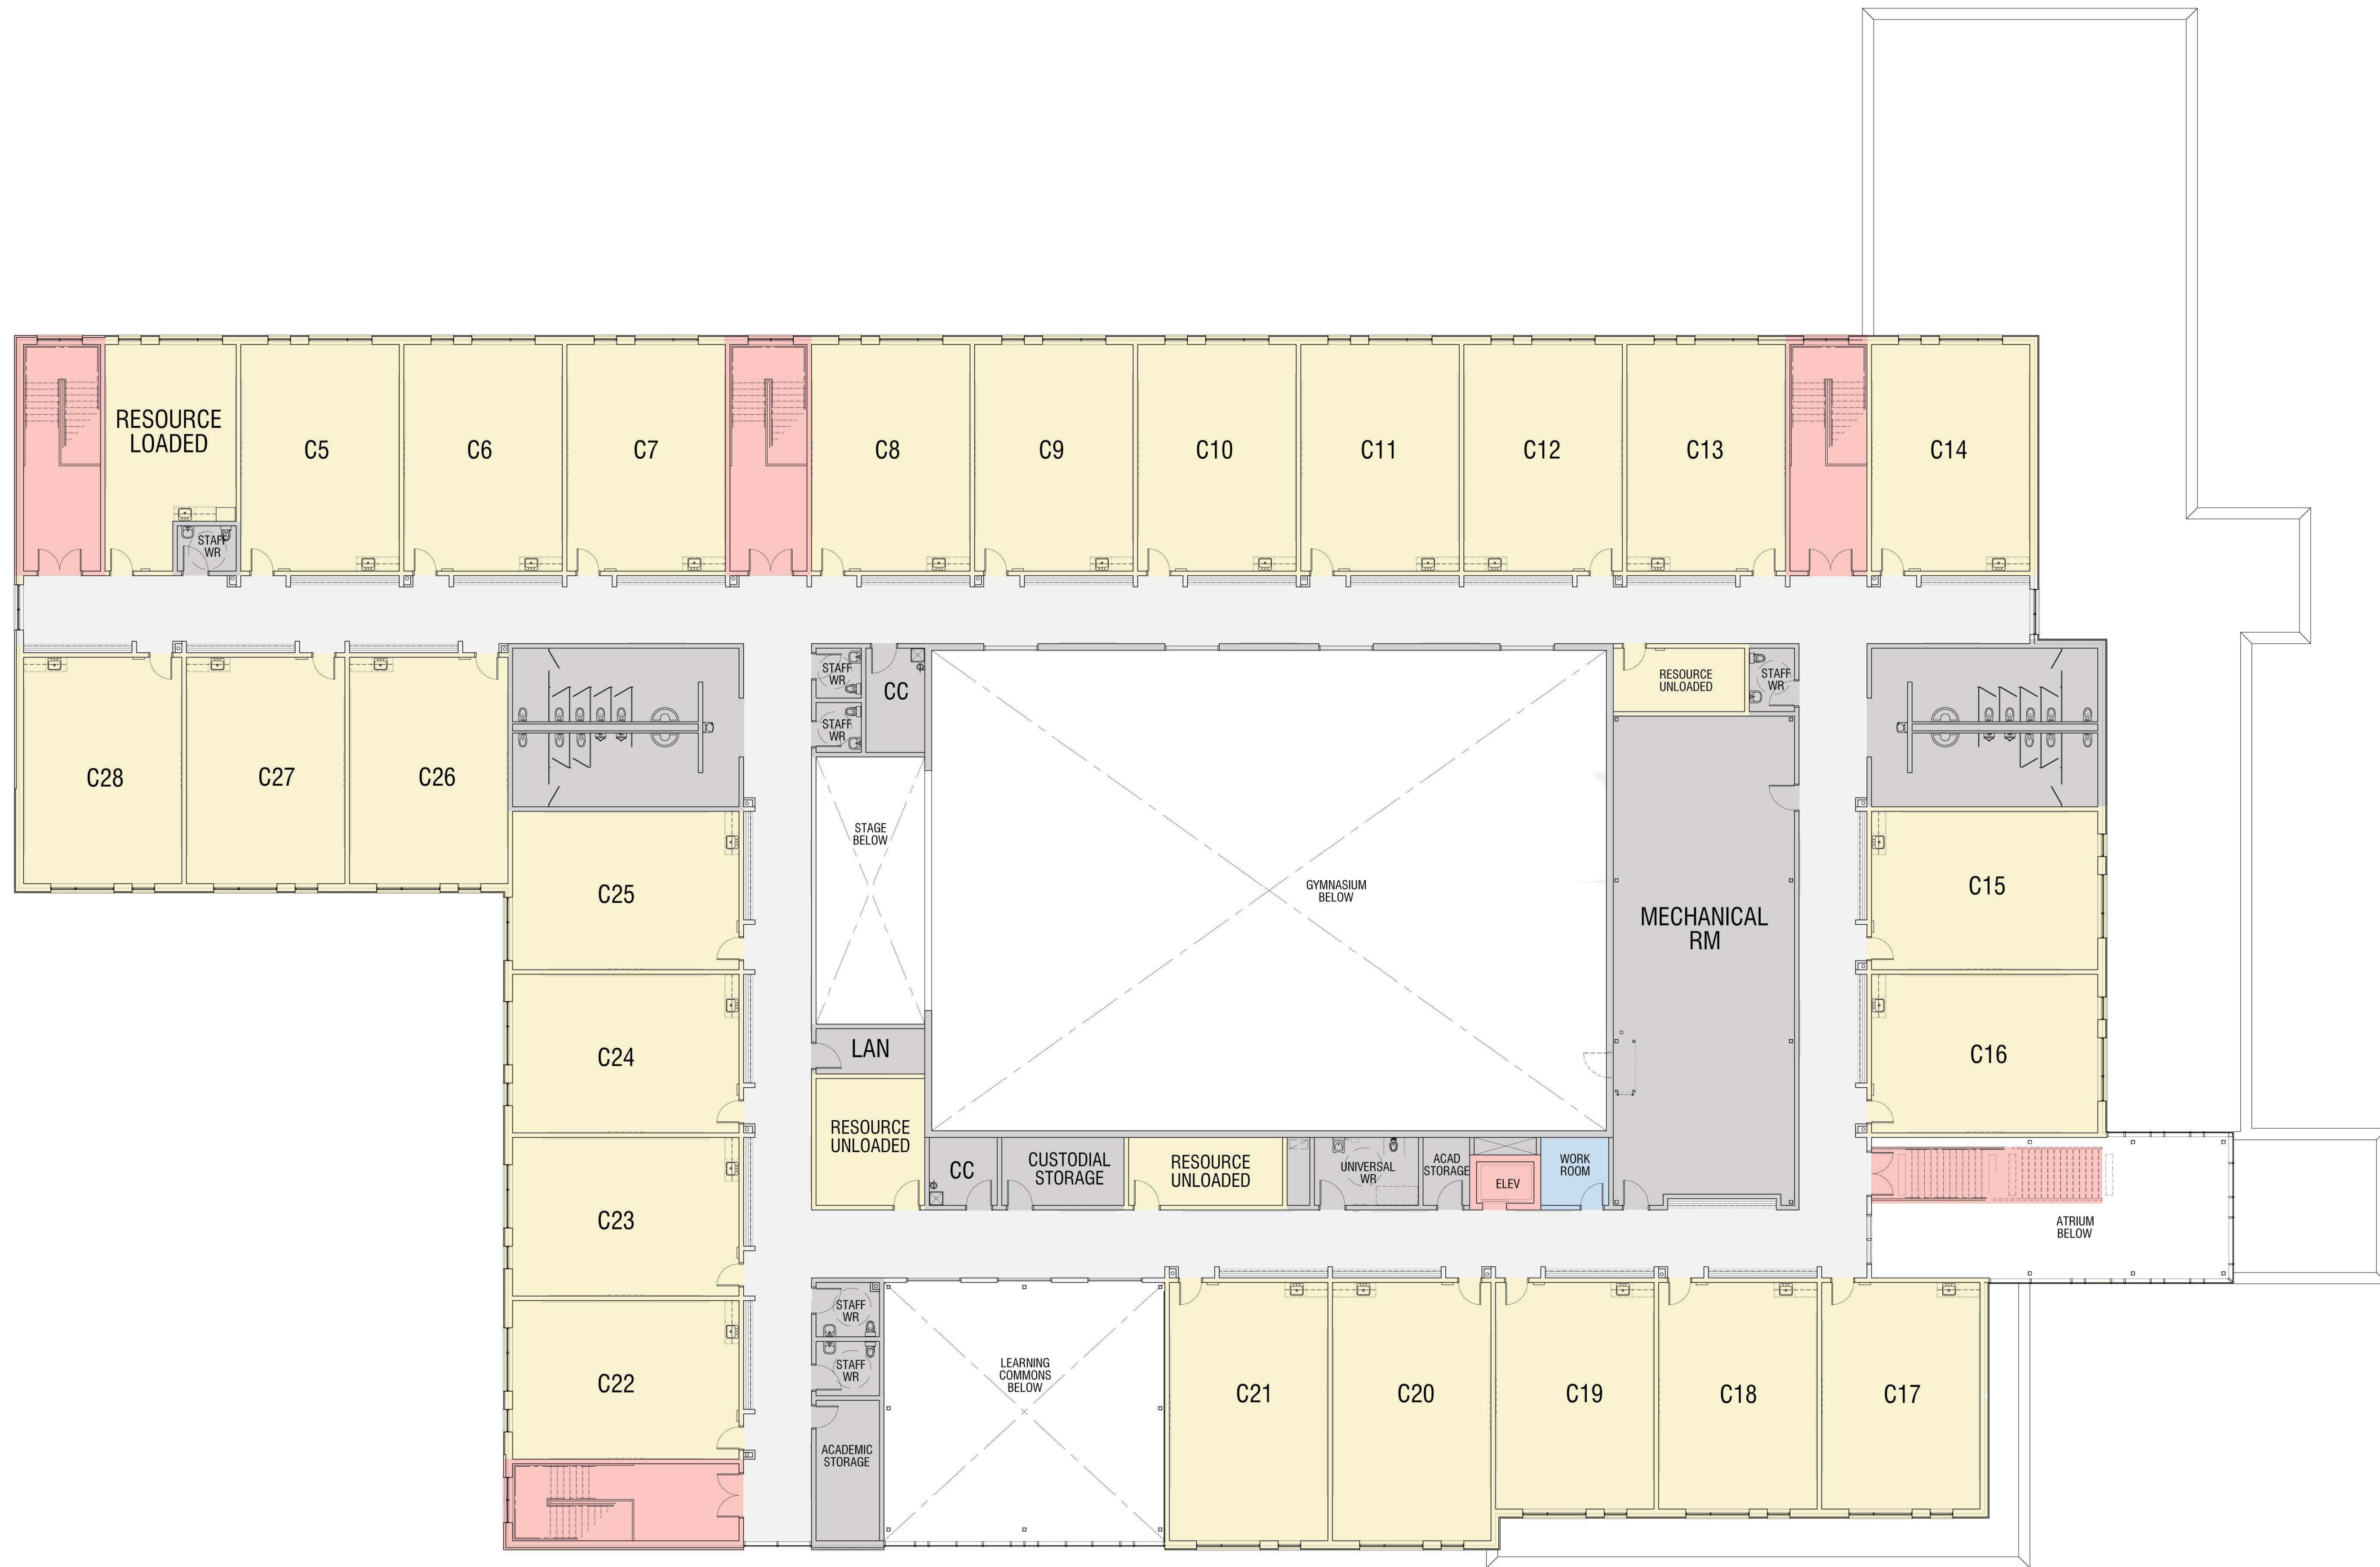 RESOURCE
LOADED
C5
C6
C7
C8
C9
C10
C11
C12
C13
C14
STAFF
WR
STAFF
WR
CC
STAFF
WR
RESOURCE
UNLOADED
STAFF
WR
C28
C27
C26
STAGE
BELOW
GYMNASIUM
BELOW
MECHANICAL
RM
C25
C15
C24
LAN
C16
RESOURCE
UNLOADED
CC
CUSTODIAL
STORAGE
RESOURCE
UNLOADED
UNIVERSAL
WR
ACAD
STORAGE
ELEV
WORK
ROOM
C23
ATRIUM
BELOW
STAFF
WR
STAFF
WR
LEARNING
COMMONS
BELOW
C22
C21
C20
C19
C18
C17
ACADEMIC
STORAGE